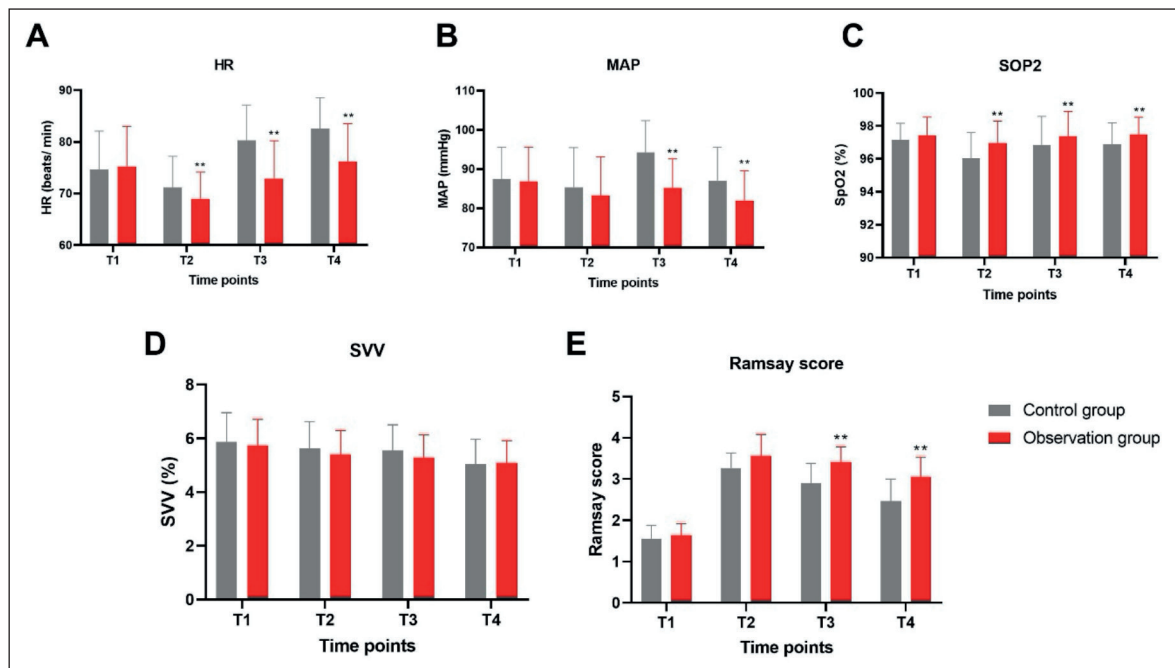 A
HR
HR (beats/ min)
90
80
70
60
**
**
**
T1 T2 T3 T4
Time points
B
MAP
MAP (mmHg)
110
100
90
80
70
**
**
T1 T2 T3 T4
Time points
C
SOP2
SpO2 (%)
100
98
96
94
92
90
**
**
**
T1 T2 T3 T4
Time points
D
SVV
SVV (%)
8
6
4
2
0
T1 T2 T3 T4
Time points
E
Ramsay score
Ramsay score
5
4
3
2
1
0
**
**
T1 T2 T3 T4
Time points
Control group
Observation group